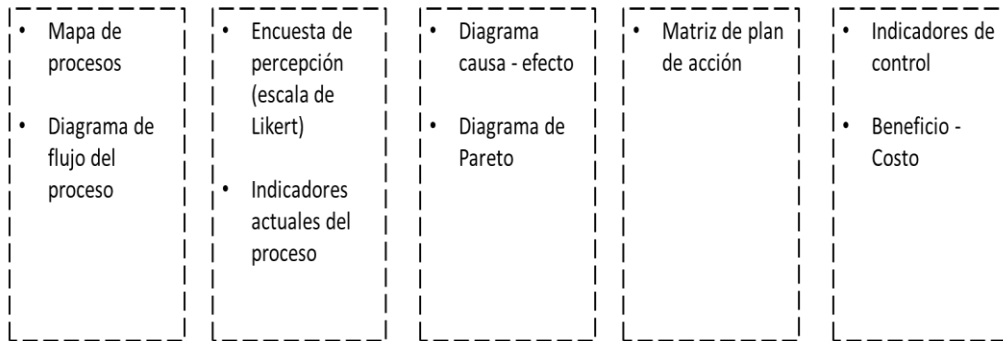 • Mapa de
procesos
• Diagrama de
flujo del
proceso
• Encuesta de
percepción
(escala de
Likert)
• Indicadores
actuales del
proceso
• Diagrama
causa - efecto
• Diagrama de
Pareto
• Matriz de plan
de acción
• Indicadores de
control
• Beneficio -
Costo